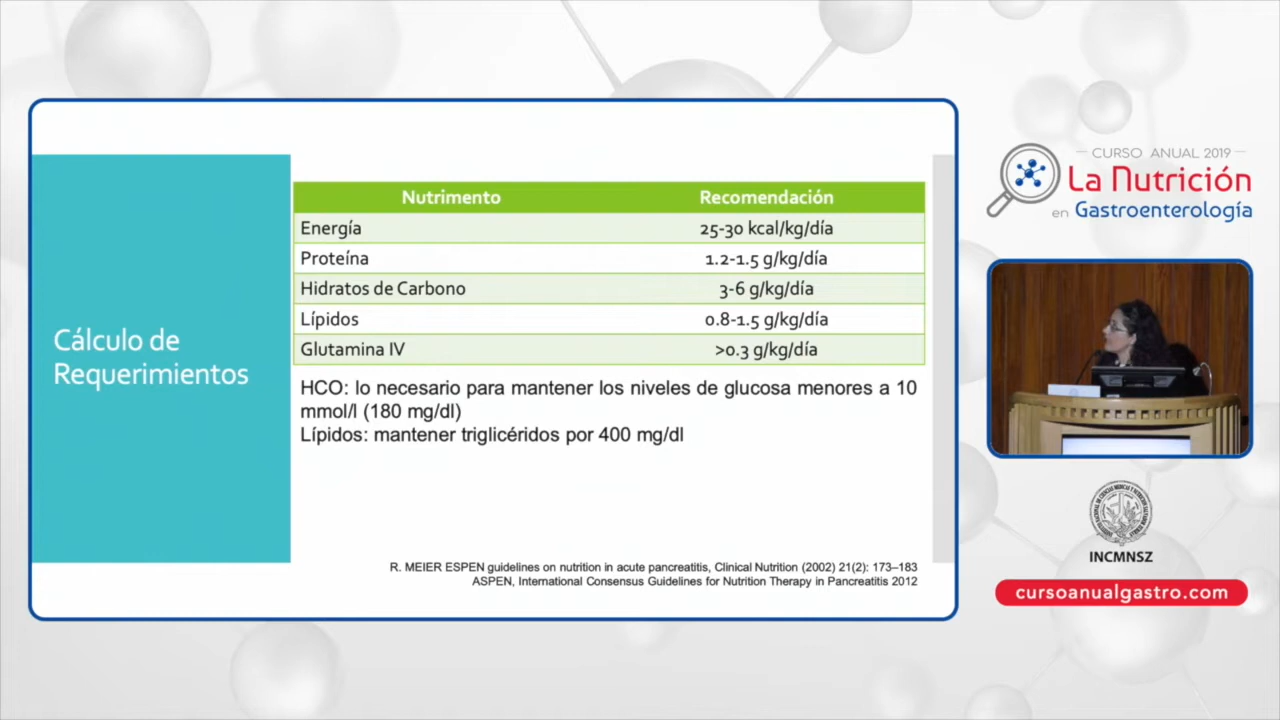 Cálculo de
Requerimientos
Nutrimento Recomendación
Energía 25-30 kcal/kg/día
Proteína 1.2-1.5 g/kg/día
Hidratos de Carbono 3-6 g/kg/día
Lípidos 0.8-1.5 g/kg/día
Glutamina IV >0.3 g/kg/día
HCO: lo necesario para mantener los niveles de glucosa menores a 10
mmol/l (180 mg/dl)
Lípidos: mantener triglicéridos por 400 mg/dl
R. MEIER ESPEN guidelines on nutrition in acute pancreatitis, Clinical Nutrition (2002) 21(2): 173–183
ASPEN, International Consensus Guidelines for Nutrition Therapy in Pancreatitis 2012
CURSO ANUAL 2019
La Nutrición
en Gastroenterología
INCMNSZ
cursoanualgastro.com